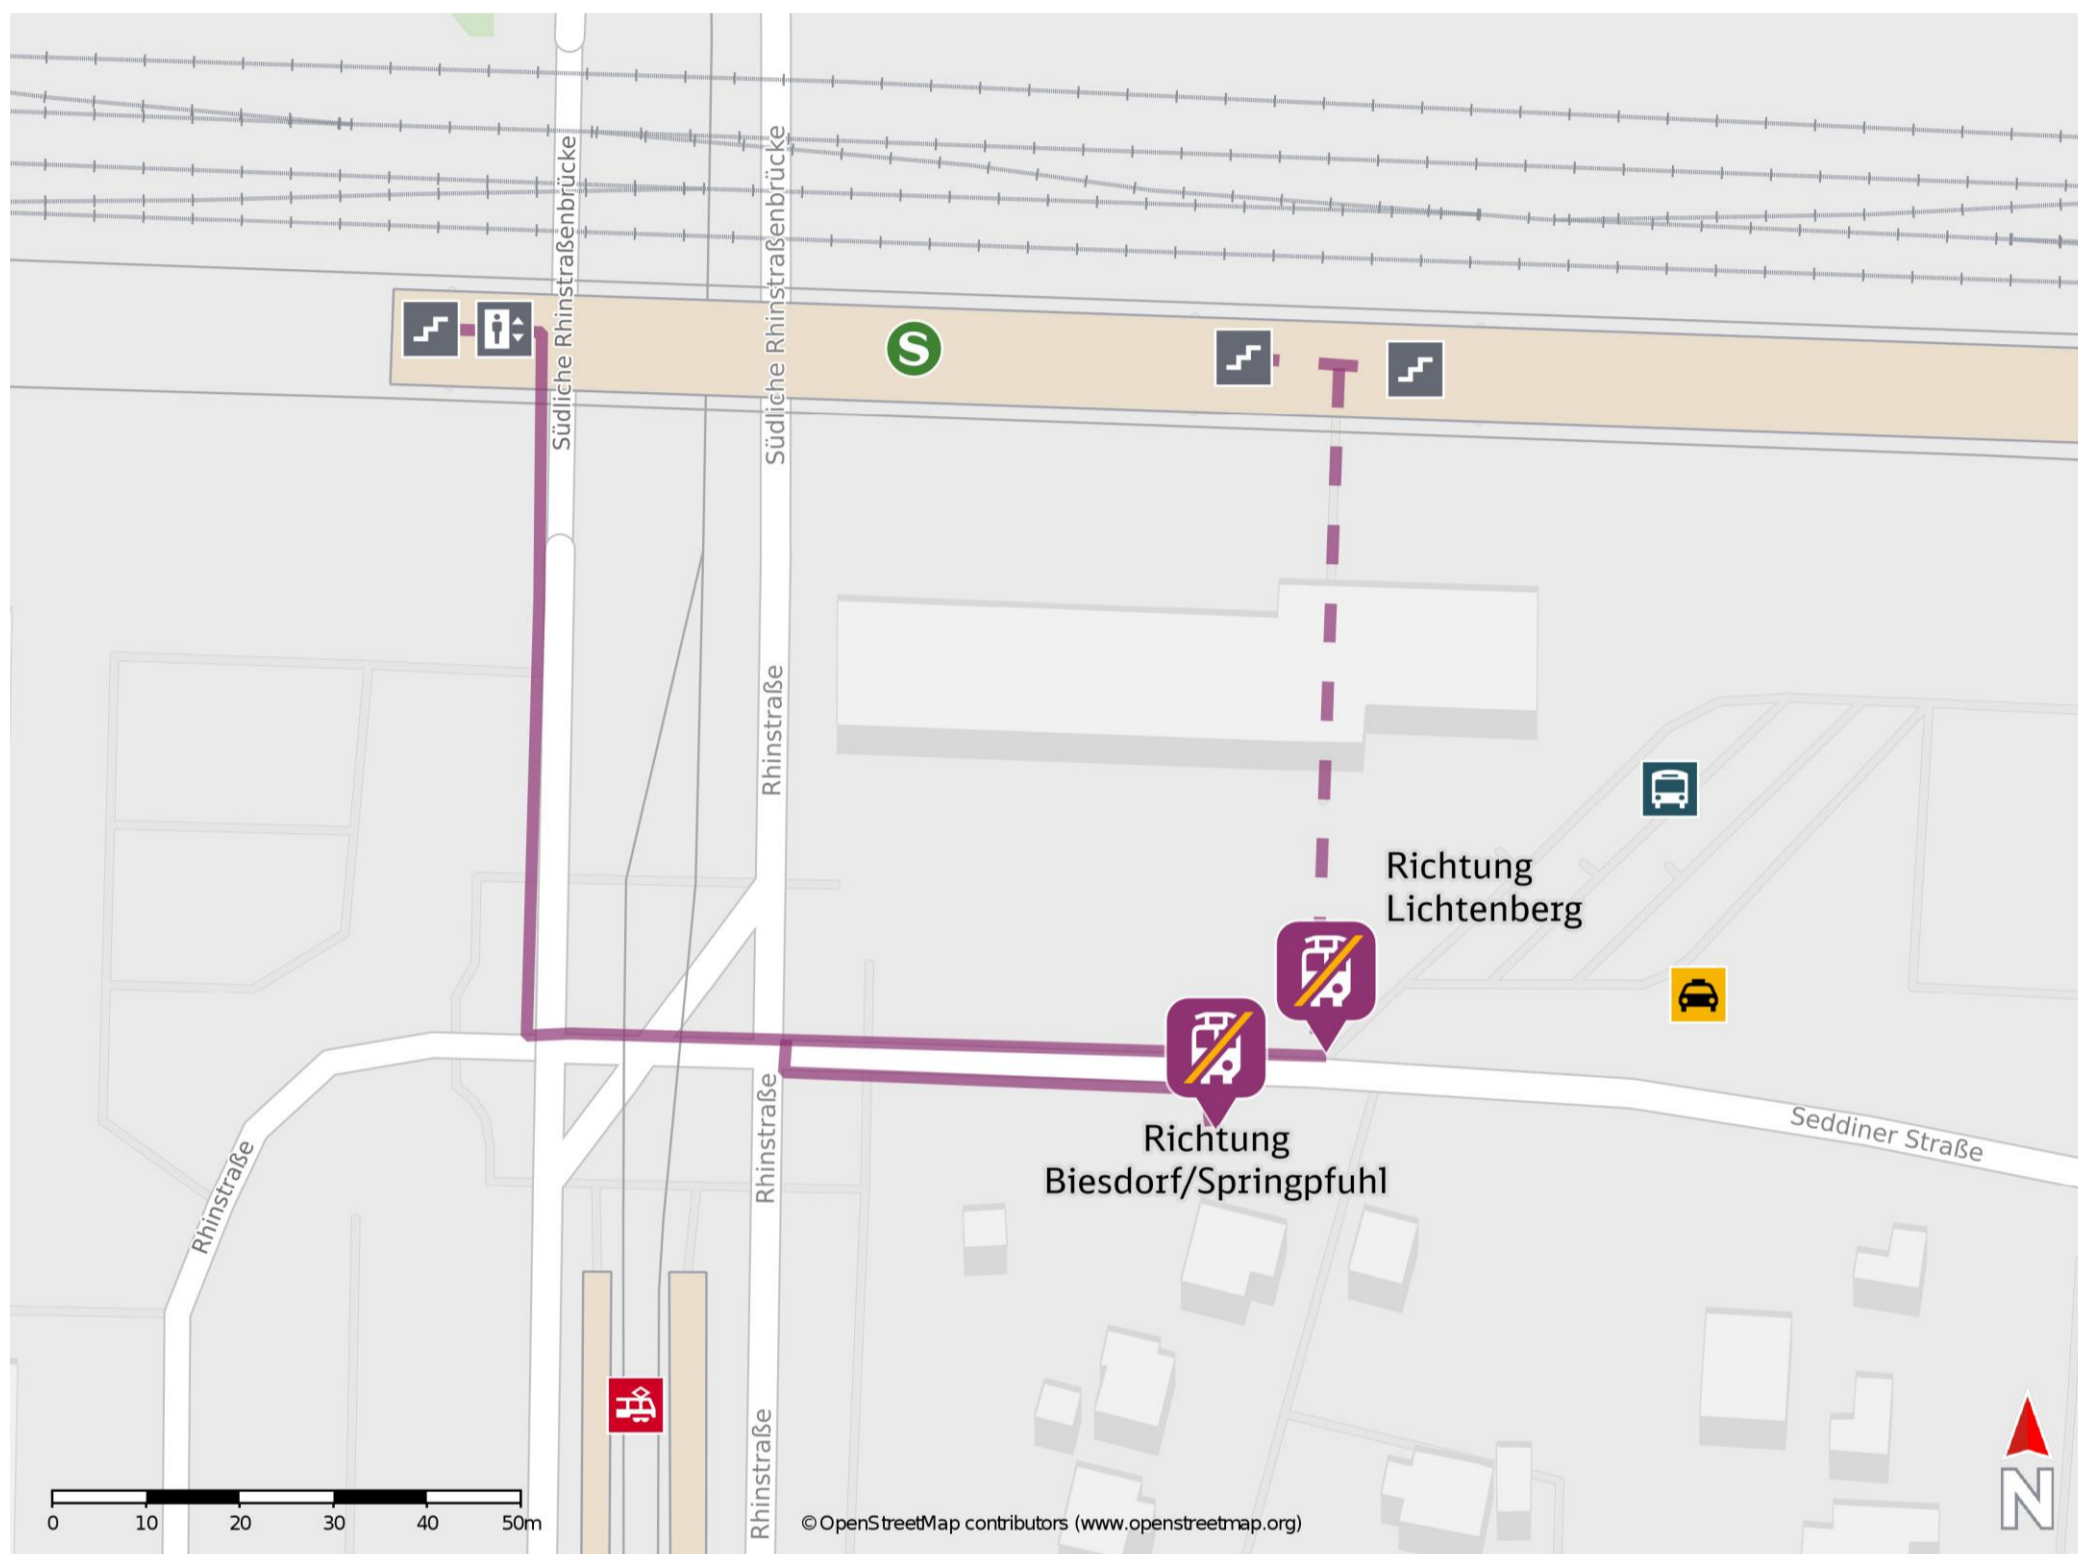 Südliche Rhinstraßenbrücke
Südliche Rhinstraßenbrücke
S
Rhinstraße
Richtung
Lichtenberg
Rhinstraße
Richtung
Biesdorf/Springpfuhl
Seddiner Straße
Rhinstraße
Rhinstraße
N
0 10 20 30 40 50m
©OpenStreetMap contributors (www.openstreetmap.org)